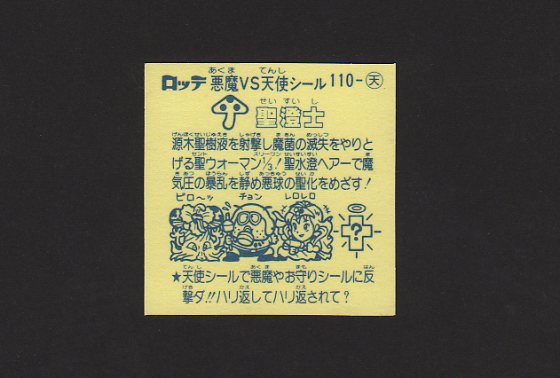 ロッテ 悪魔VS天使シール 110-天
聖澄士
源木聖樹液を射撃し魔菌の滅失をやりと
げる聖ウォーマン⅓!聖水澄ヘアーで魔
気圧の暴乱を静め悪球の聖化をめざす!
ピロヘ〜ッ チョン レロレロ
?
★天使シールで悪魔やお守りシールに反
撃ダ!!ハリ返してハリ返されて?